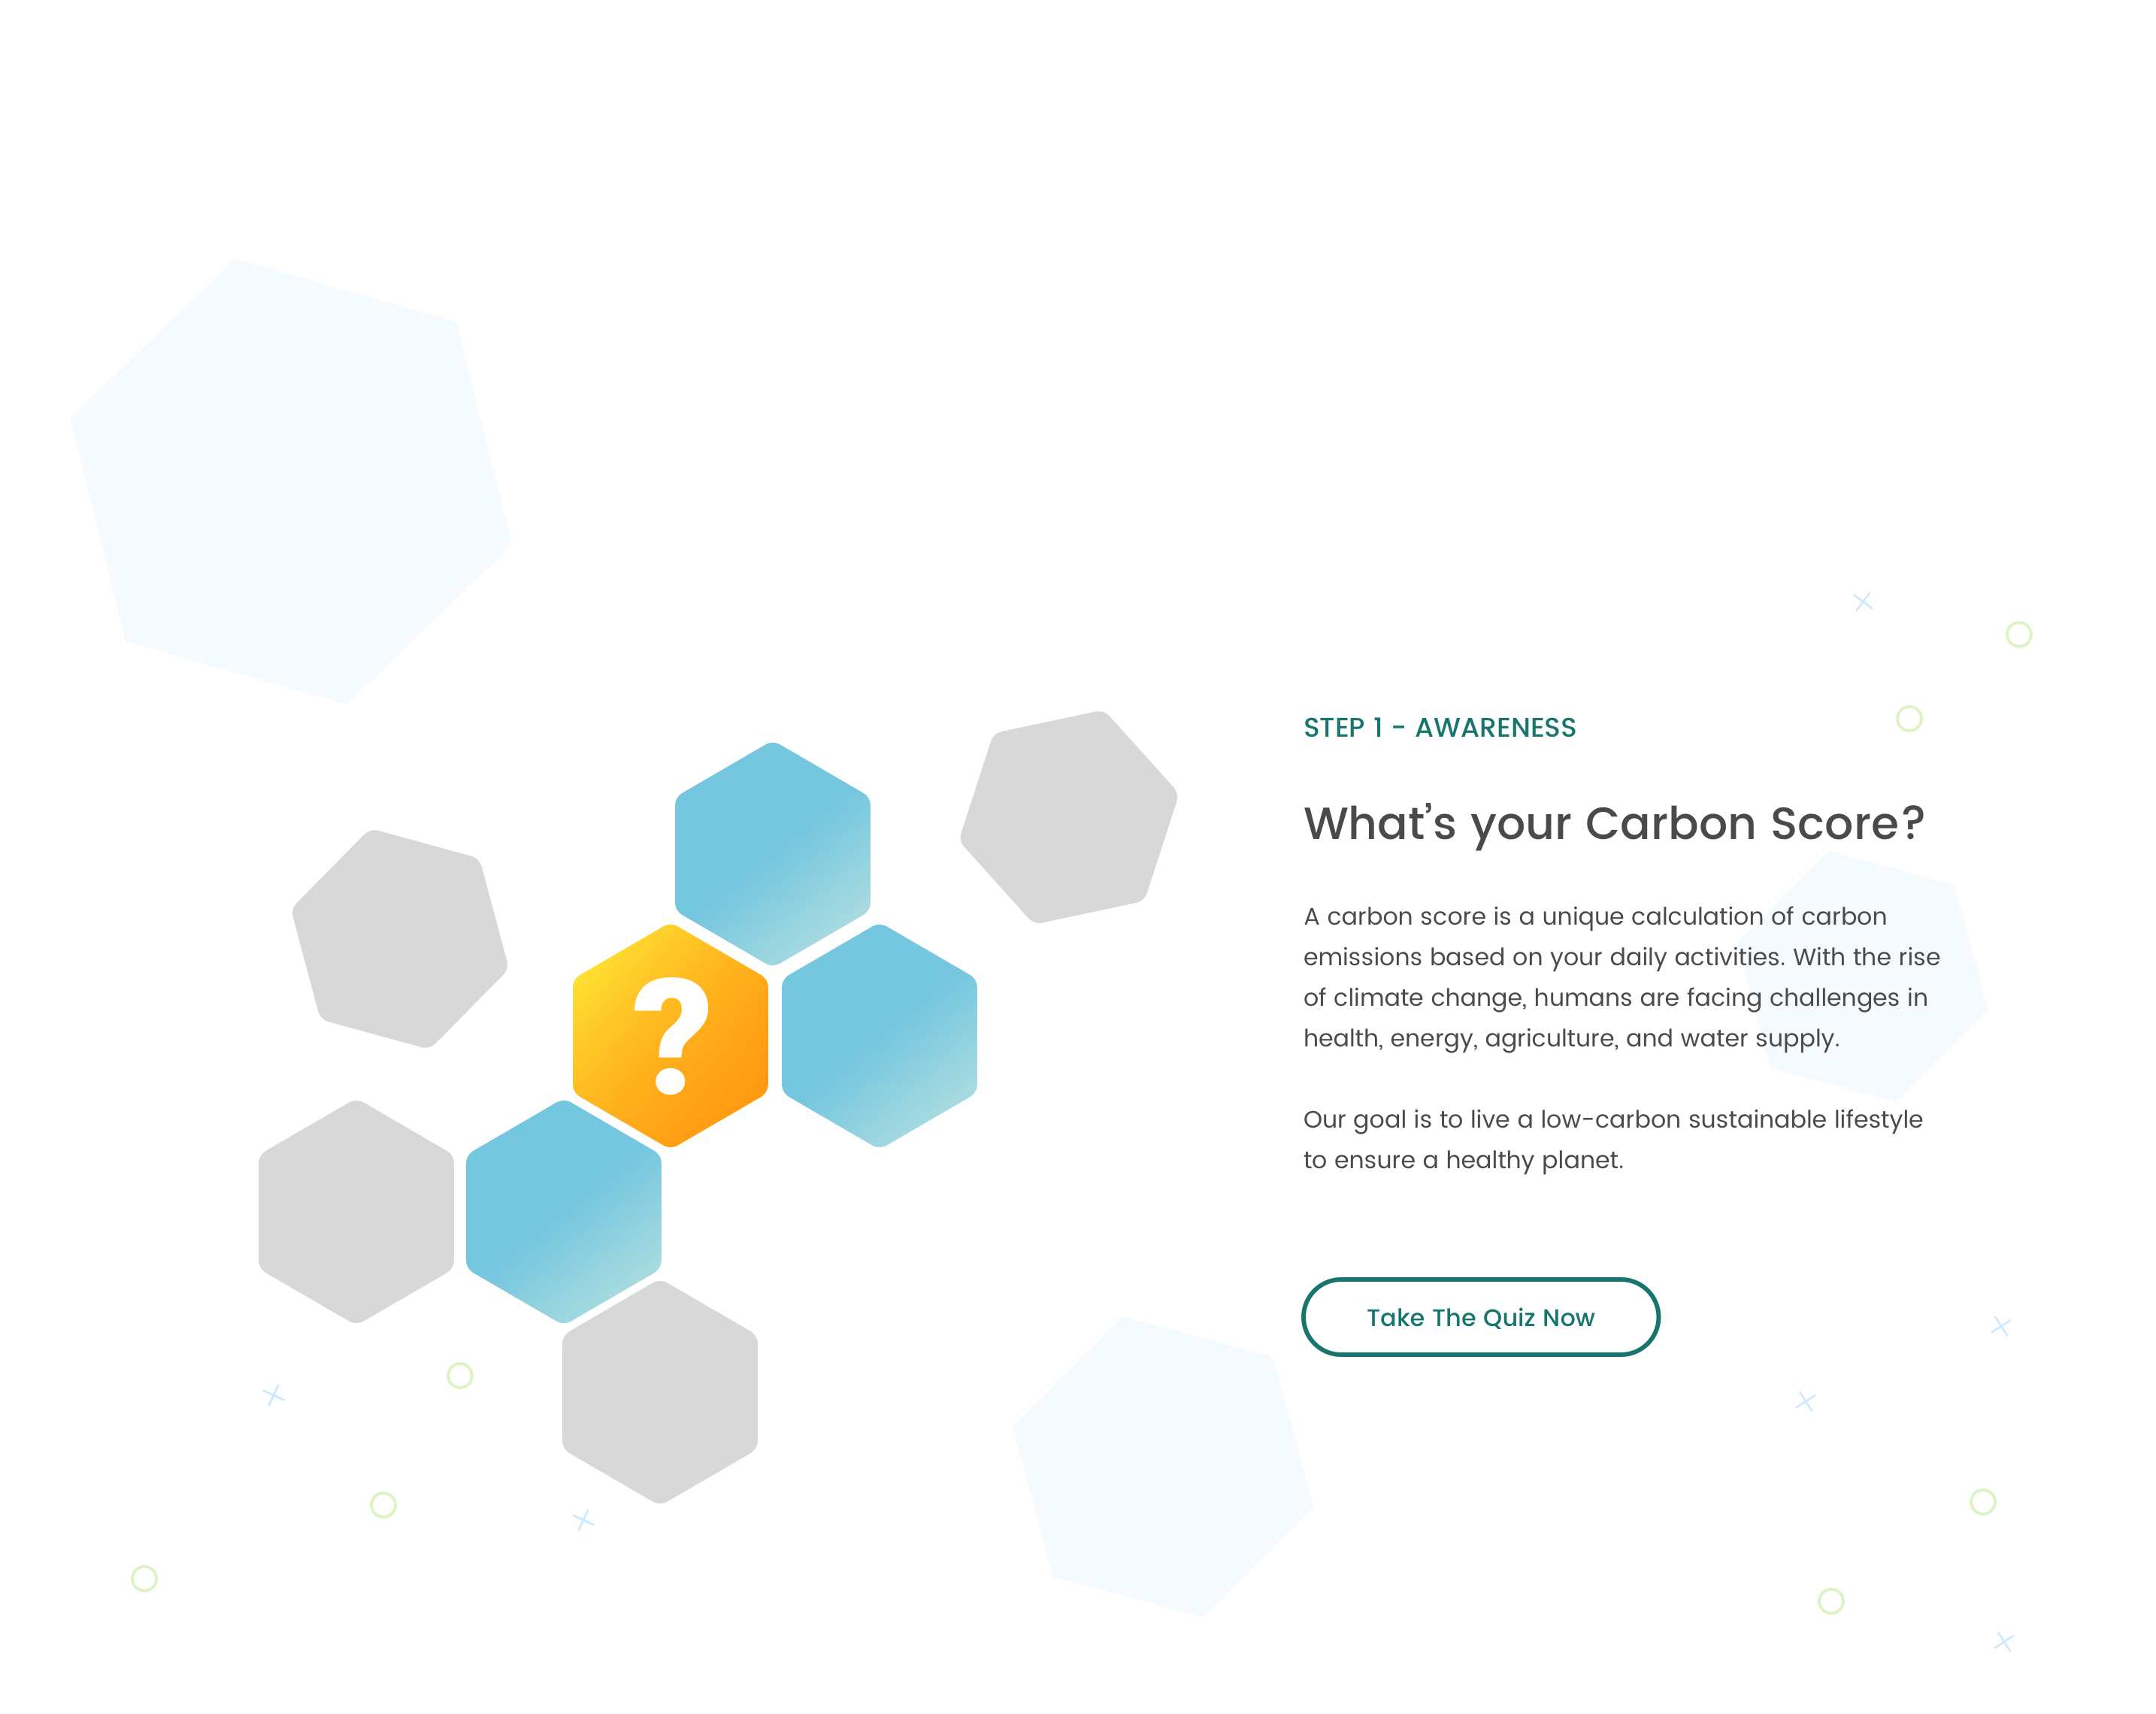 ?
STEP 1 - AWARENESS
What’s your Carbon Score?
A carbon score is a unique calculation of carbon
emissions based on your daily activities. With the rise
of climate change, humans are facing challenges in
health, energy, agriculture, and water supply.
Our goal is to live a low-carbon sustainable lifestyle
to ensure a healthy planet.
Take The Quiz Now